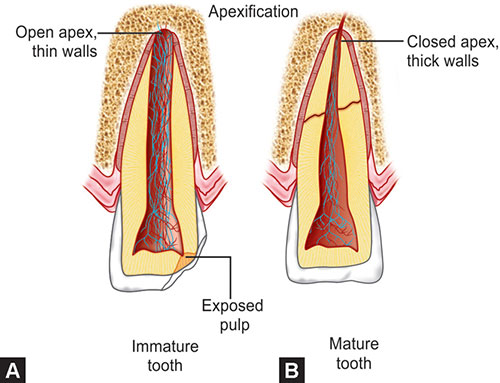 Apexification
Open apex,
thin walls
Closed apex,
thick walls
Exposed
pulp
A
Immature
tooth
B
Mature
tooth